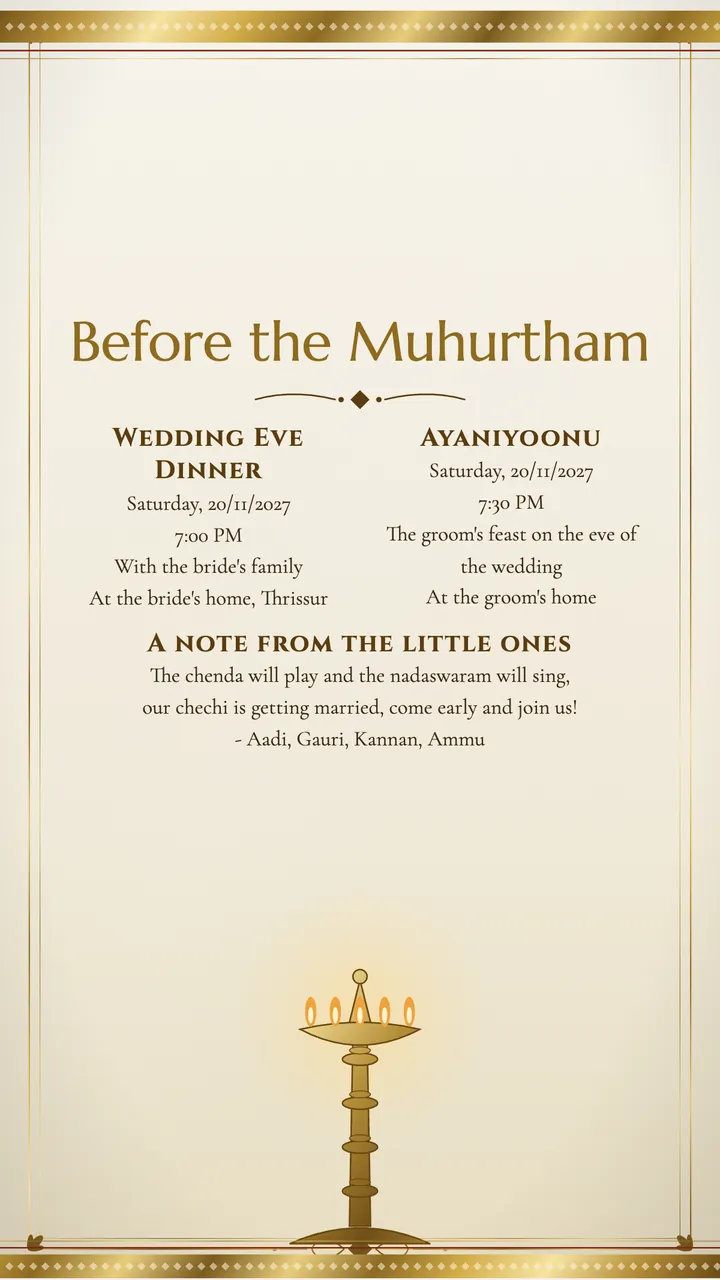 Before the Muhurtham
Wedding Eve
Dinner
Saturday, 20/11/2027
7:00 PM
With the bride's family
At the bride's home, Thrissur
Ayaniyoonu
Saturday, 20/11/2027
7:30 PM
The groom's feast on the eve of
the wedding
At the groom's home
A note from the little ones
The chenda will play and the nadaswaram will sing,
our chechi is getting married, come early and join us!
- Aadi, Gauri, Kannan, Ammu